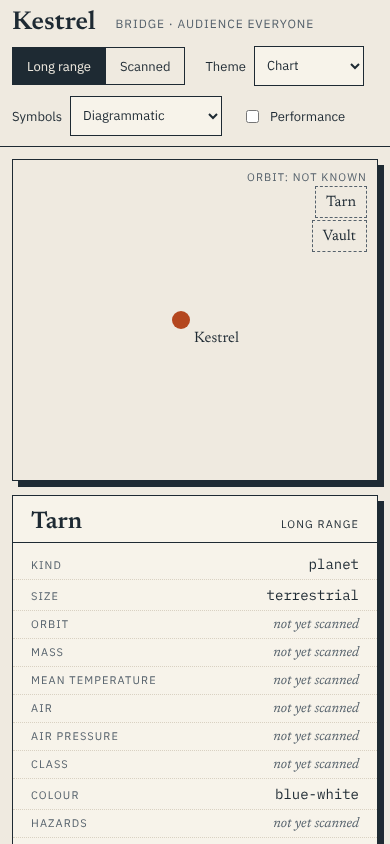 Kestrel BRIDGE · AUDIENCE EVERYONE
Long range Scanned Theme Chart
Symbols Diagrammatic Performance
ORBIT: NOT KNOWN
Tarn
Vault
Kestrel
Tarn LONG RANGE
KIND planet
SIZE terrestrial
ORBIT not yet scanned
MASS not yet scanned
MEAN TEMPERATURE not yet scanned
AIR not yet scanned
AIR PRESSURE not yet scanned
CLASS not yet scanned
COLOUR blue-white
HAZARDS not yet scanned